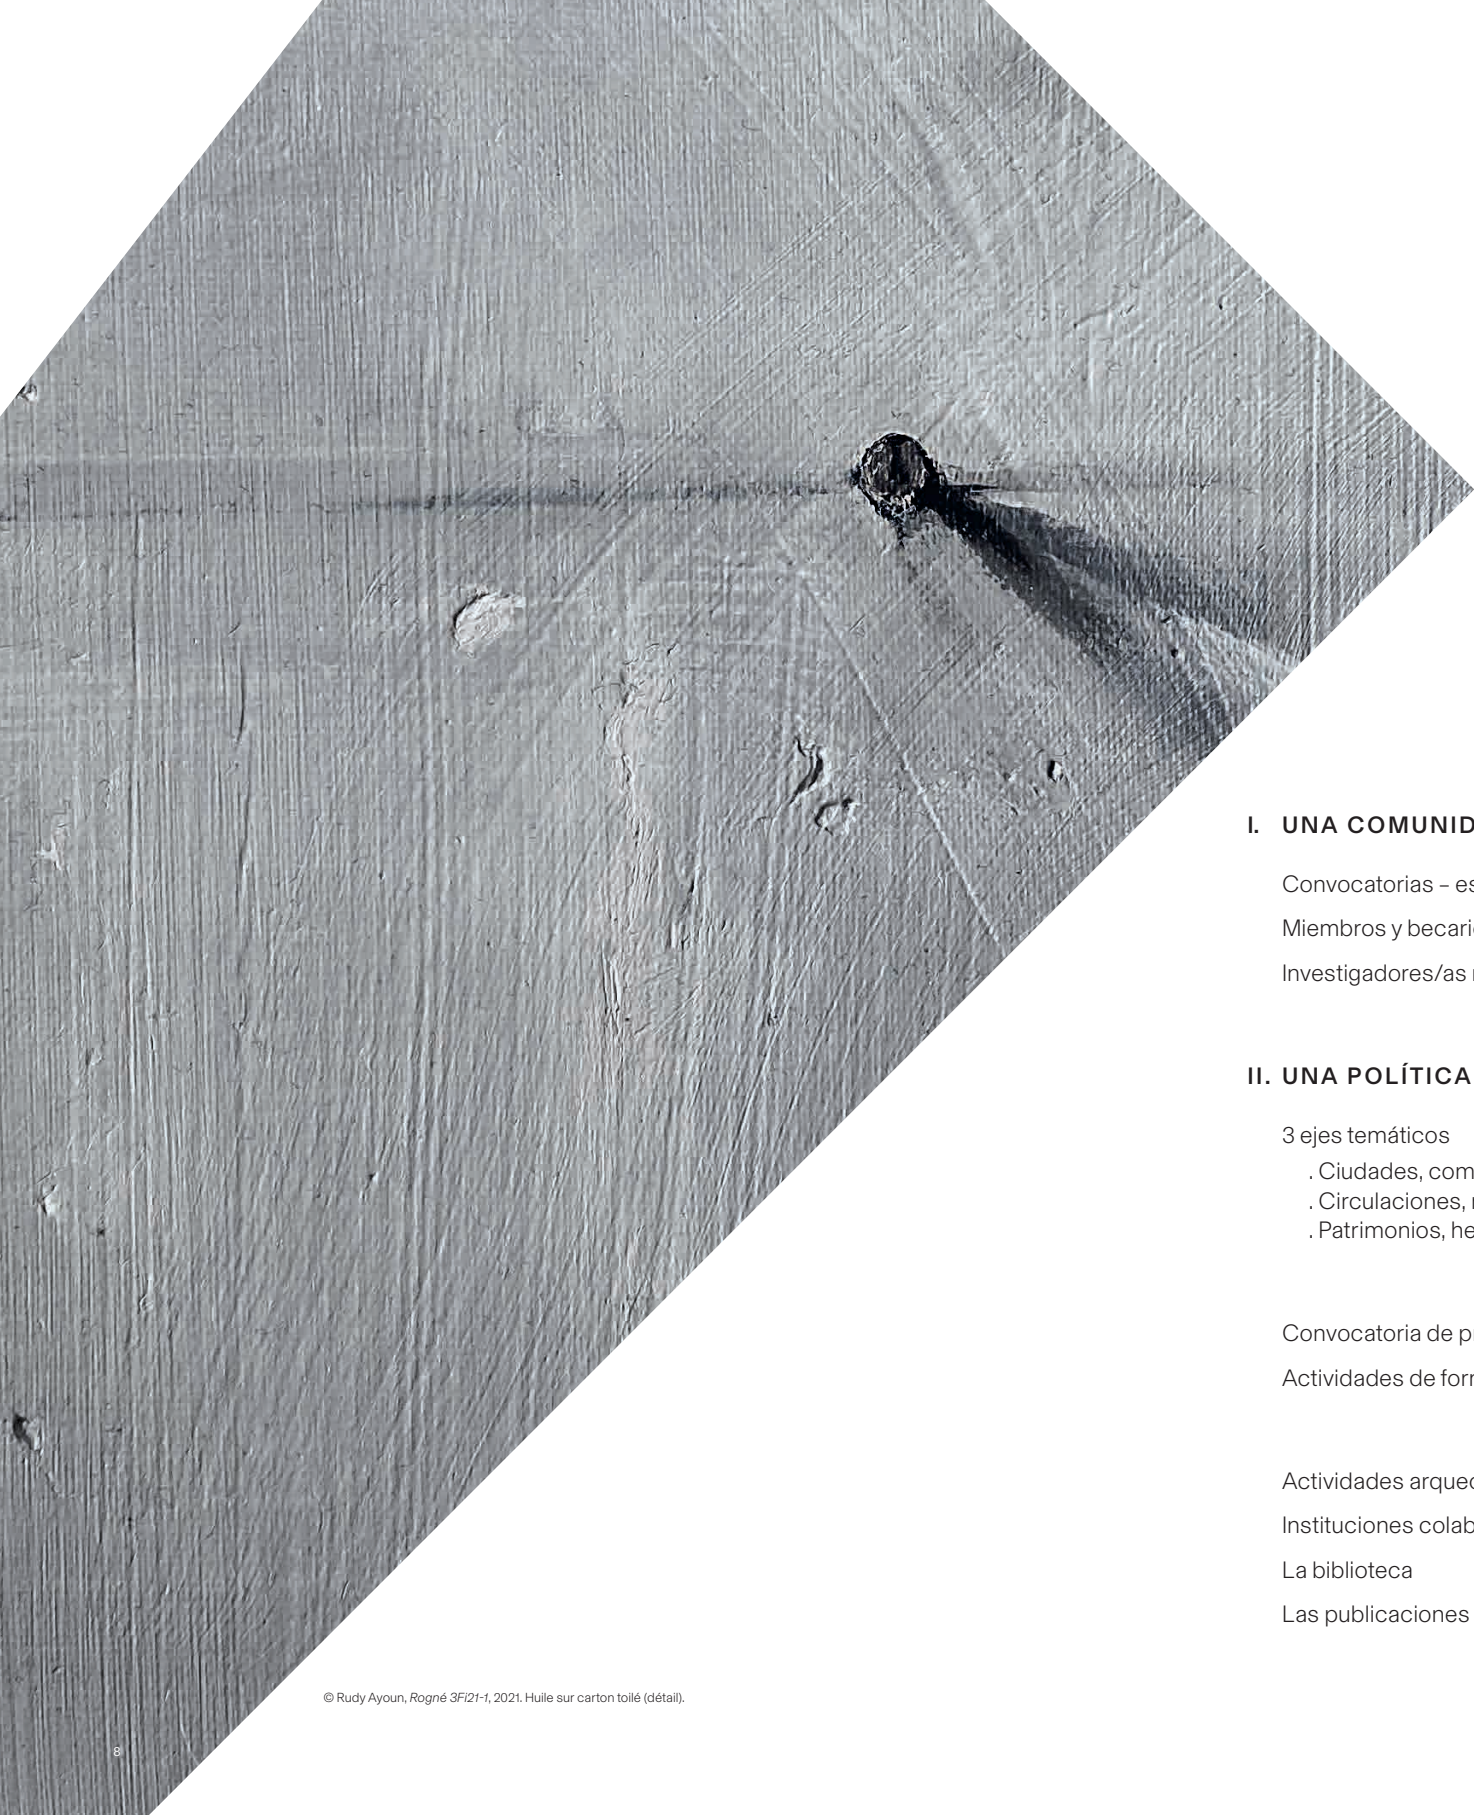 I. UNA COMUNID
Convocatorias – es
Miembros y becari
Investigadores/as
II. UNA POLÍTICA
3 ejes temáticos
. Ciudades, com
. Circulaciones,
. Patrimonios, he
Convocatoria de p
Actividades de for
Actividades arque
Instituciones colab
La biblioteca
Las publicaciones
© Rudy Ayoun, Rogné 3Fi21-1, 2021. Huile sur carton toilé (détail).
8